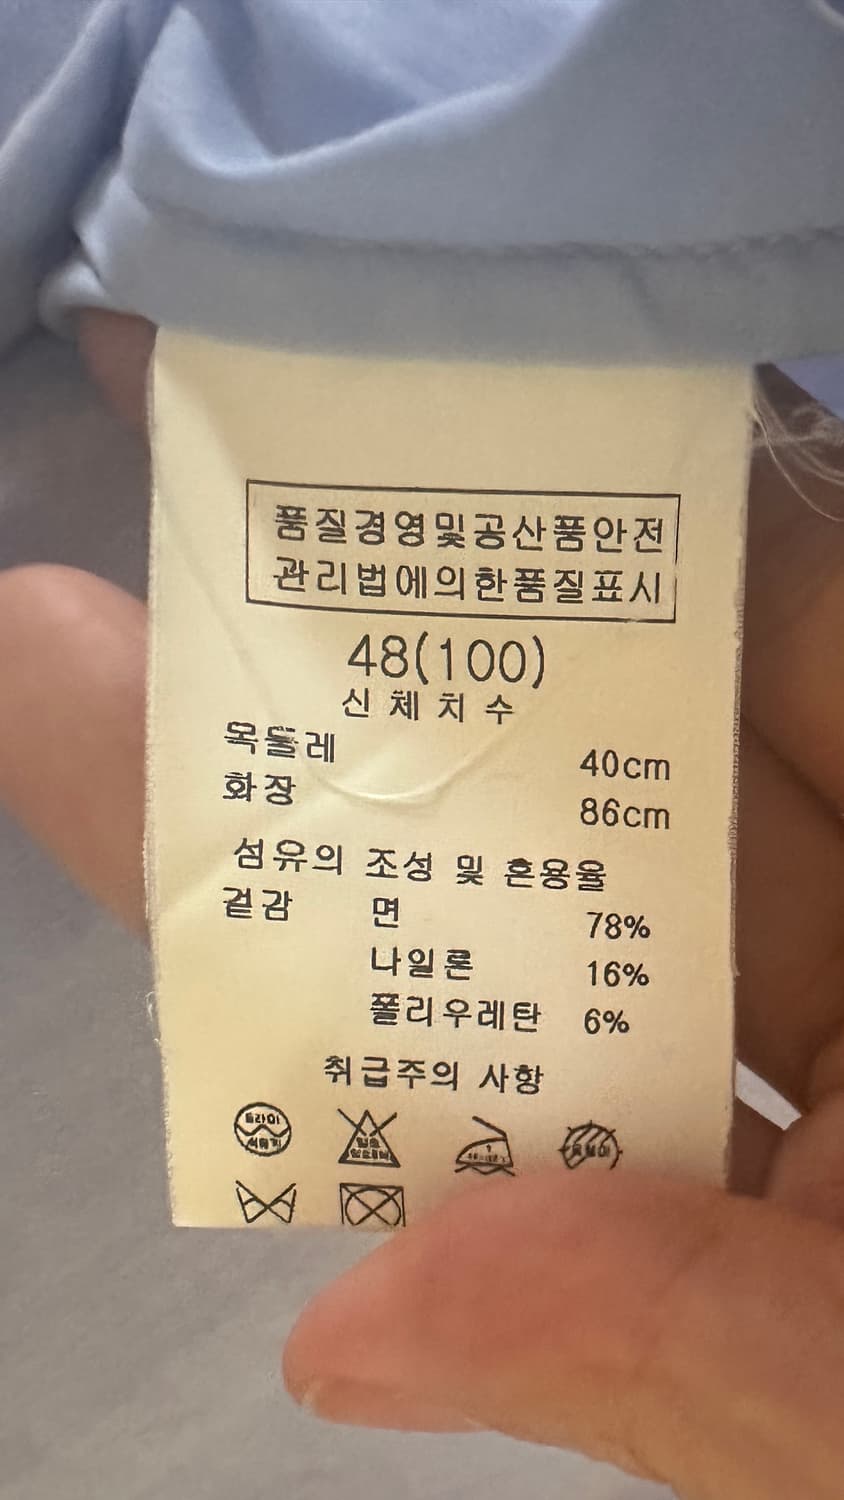 품질경영및공산품안전
관리법에의한품질표시
48(100)
신체치수
목둘레 40cm
화장 86cm
섬유의 조성 및 혼용율
겉감 면 78%
나일론 16%
폴리우레탄 6%
취급주의 사항
드라이